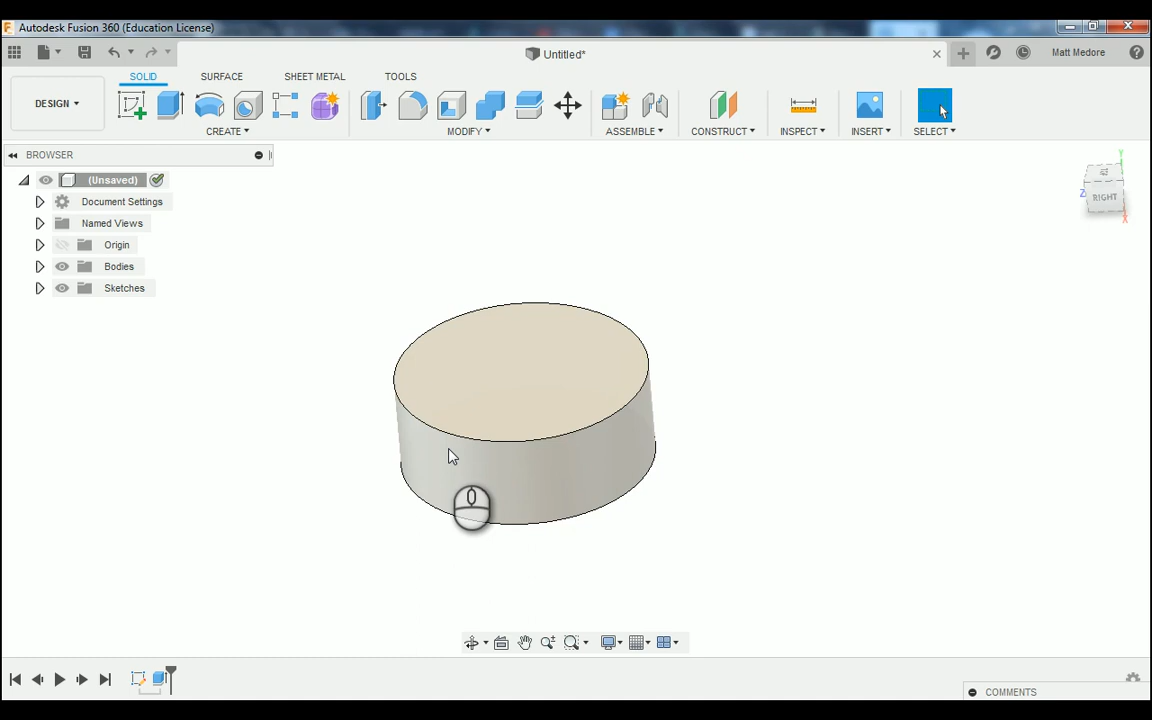 Autodesk Fusion 360 (Education License)
Untitled*
Matt Medore
SOLID SURFACE SHEET METAL TOOLS
DESIGN
CREATE MODIFY ASSEMBLE CONSTRUCT INSPECT INSERT SELECT
BROWSER
(Unsaved)
Document Settings
Named Views
Origin
Bodies
Sketches
Y
Z
RIGHT
X
COMMENTS